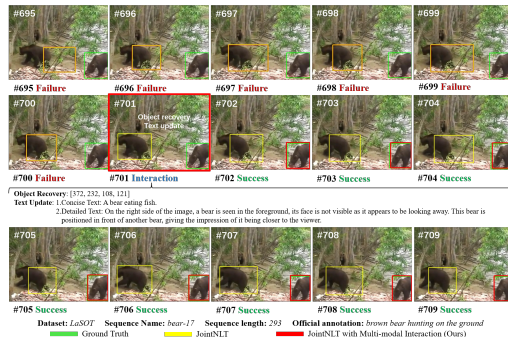 #695 #696 #697 #698 #699
#695 Failure #696 Failure #697 Failure #698 Failure #699 Failure
#700 #701 #702 #703 #704
Object recovery
Text update
#700 Failure #701 Interaction #702 Success #703 Success #704 Success
Object Recovery: [372, 232, 108, 121]
Text Update: 1.Concise Text: A bear eating fish.
2.Detailed Text: On the right side of the image, a bear is seen in the foreground, its face is not visible as it appears to be looking away. This bear is
positioned in front of another bear, giving the impression of it being closer to the viewer.
#705 #706 #707 #708 #709
#705 Success #706 Success #707 Success #708 Success #709 Success
Dataset: LaSOT Sequence Name: bear-17 Sequence length: 293 Official annotation: brown bear hunting on the ground
Ground Truth JointNLT JointNLT with Multi-modal Interaction (Ours)